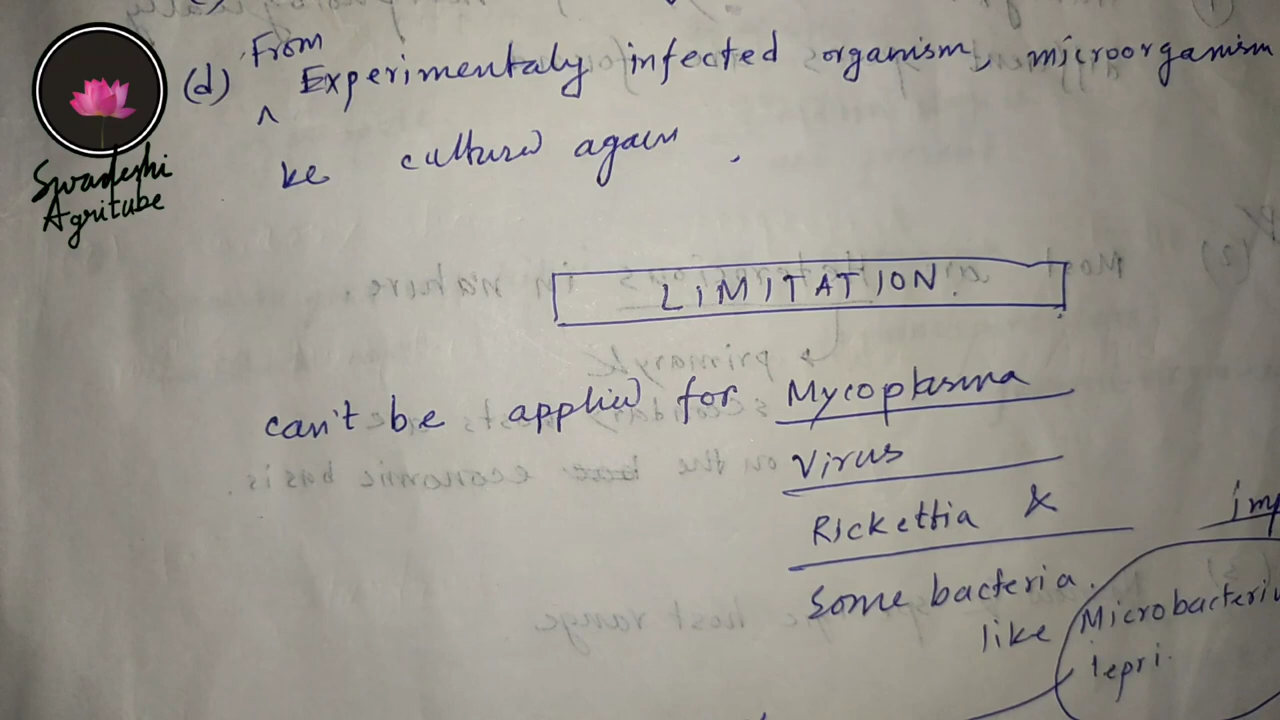 Swadeshi
Agritube
(d) From Experimentaly infected organism, microorganism
be cultured again.
LIMITATION
can't be applied for Mycoplasma
Virus
Rickettia &
Some bacteria.
like Microbacteriu
lepri.
imp